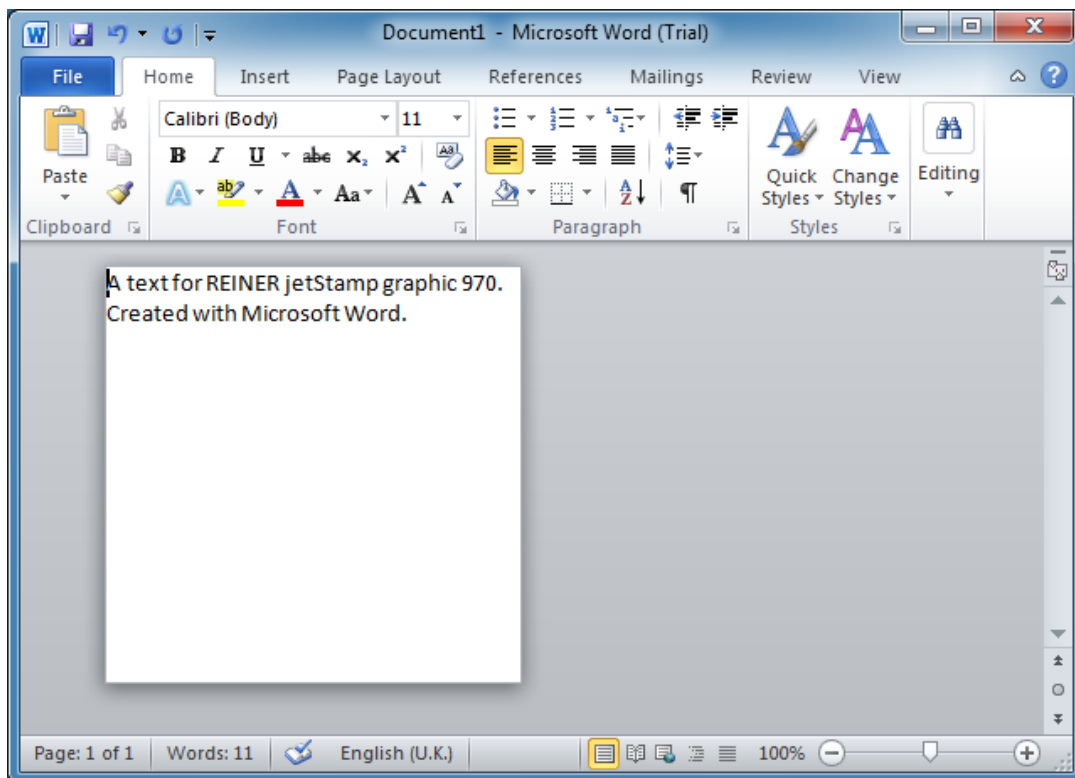 Document1 - Microsoft Word (Trial)
File Home Insert Page Layout References Mailings Review View
Calibri (Body) 11
Paste
Quick Styles Change Styles Editing
Clipboard Font Paragraph Styles
A text for REINER jetStamp graphic 970.
Created with Microsoft Word.
Page: 1 of 1 Words: 11 English (U.K.) 100%